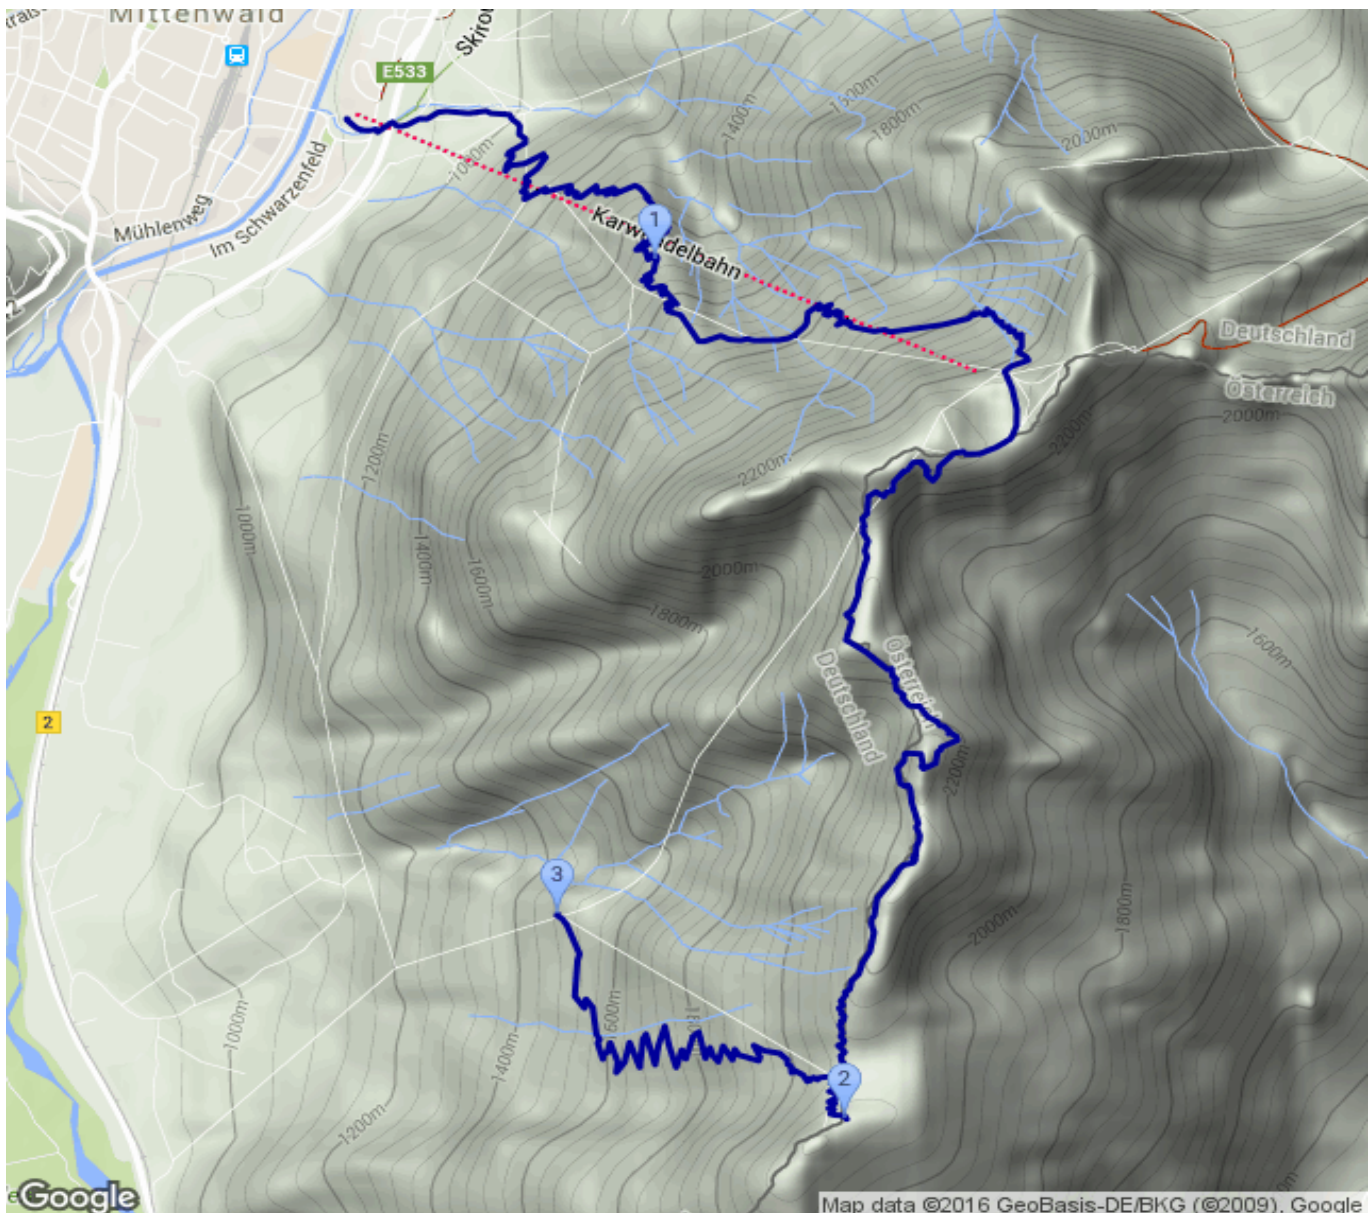 Mittenwald
E533
Mühlenweg
Im Schwarzenfeld
1000m
1400m
1600m
1800m
2000m
1
Karwendelbahn
Deutschland
Österreich
2000m
2200m
2200m
1200m
1000m
1400m
1600m
2000m
1800m
Österreich
Deutschland
1600m
2
2200m
3
1800m
2000m
1000m
1600m
1400m
2
1200m
Google
Map data ©2016 GeoBasis-DE/BKG (©2009), Google